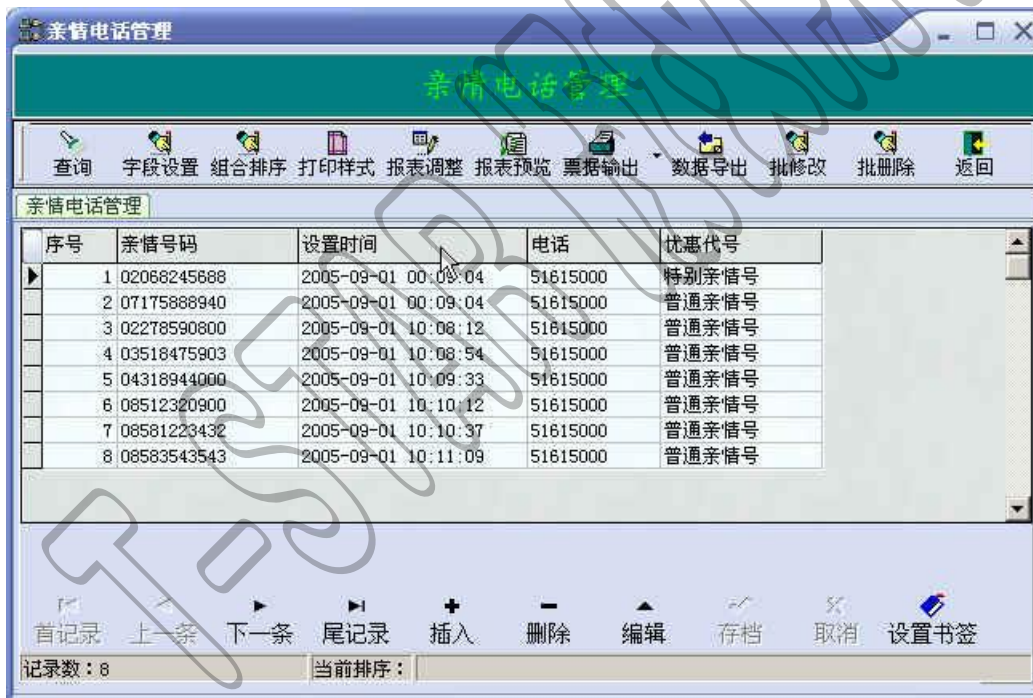 亲情电话管理
亲情电话管理
查询 字段设置 组合排序 打印样式 报表调整 报表预览 票据输出 数据导出 批修改 批删除 返回
亲情电话管理
序号 亲情号码 设置时间 电话 优惠代号
1 02068245688 2005-09-01 特别亲情号 51615000
2 07175888940 2005-09-01 00:09:04 51615000 普通亲情号
3 02278590800 2005-09-01 10:08:12 51615000 普通亲情号
4 03518475903 2005-09-01 10:08:54 51615000 普通亲情号
5 04318944000 2005-09-01 10:09:33 51615000 普通亲情号
6 08512320900 2005-09-01 10:10:12 51615000 普通亲情号
7 08581223432 2005-09-01 10:10:37 51615000 普通亲情号
8 08583543543 2005-09-01 10:11:09 51615000 普通亲情号
首记录 上一条 下一条 尾记录 插入 删除 编辑 存档 取消 设置书签
记录数：8 当前排序：